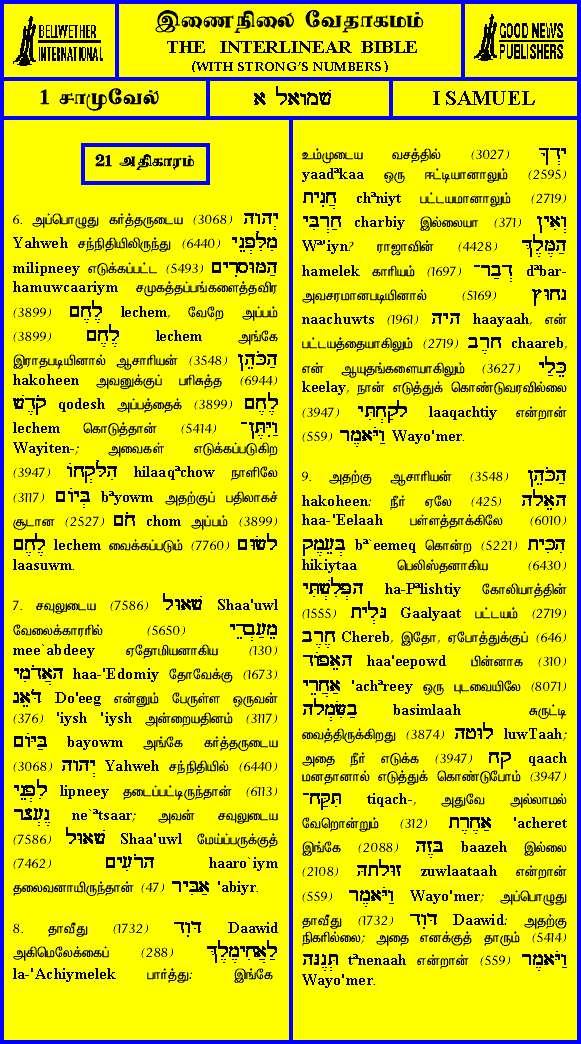 BELLWETHER
INTERNATIONAL
இணைநிலை வேதாகமம்
THE INTERLINEAR BIBLE
(WITH STRONG'S NUMBERS)
GOOD NEWS
PUBLISHERS
1 சாமுவேல்
שמואל א
I SAMUEL
21 அதிகாரம்
6. அப்பொழுது கர்த்தருடைய (3068) יְהוה
Yahweh சந்நிதியிலிருந்து (6440) מִלִּפְנֵי
milipneey எடுக்கப்பட்ட (5493) הַמּוּסָרִים
hamuwcaariym சமுகத்தப்பங்களைத்தவிர
(3899) לֶחֶם lechem, வேறே அப்பம்
(3899) לֶחֶם lechem அங்கே
இராதபடியினால் ஆசாரியன் (3548) הַכֹּהֵן
hakoheen அவனுக்குப் பரிசுத்த (6944)
קֹדֶשׁ qodesh அப்பத்தைக் (3899) לֶחֶם
lechem கொடுத்தான் (5414) וַיִּתֶּן־
Wayiten-; அவைகள் எடுக்கப்படுகிற
(3947) הִלָּקְחוֹ hilaaqᵃchow நாளிலே
(3117) בְּיוֹם bᵃyowm அதற்குப் பதிலாகச்
சூடான (2527) חֹם chom அப்பம் (3899)
לֶחֶם lechem வைக்கப்படும் (7760) לָשׂוּם
laasuwm.
7. சவுலுடைய (7586) שָׁאוּל Shaa'uwl
வேலைக்காரரில் (5650) מֵעַבְדֵי
mee`abdeey ஏதோமியனாகிய (130)
הָאֲדֹמִי haa-'Edomiy தோவேக்கு (1673)
דֹּאֵג Do'eeg என்னும் பேருள்ள ஒருவன்
(376) 'iysh 'iysh அன்றையதினம் (3117)
בַּיּוֹם bayowm அங்கே கர்த்தருடைய
(3068) יְהוה Yahweh சந்நிதியில் (6440)
לִפְנֵי lipneey தடைப்பட்டிருந்தான் (6113)
נֶעְצָר ne`ᵃtsaar; அவன் சவுலுடைய
(7586) שָׁאוּל Shaa'uwl மேய்ப்பருக்குத்
(7462) הָרֹעִים haaro`iym
தலைவனாயிருந்தான் (47) אַבִּיר 'abiyr.
8. தாவீது (1732) דָּוִד Daawid
அகிமெலேக்கைப் (288) לַאֲחִימֶלֶךְ
la-'Achiymelek பார்த்து: இங்கே
உம்முடைய வசத்தில் (3027) יָדְךָ
yaadᵃkaa ஒரு ஈட்டியானாலும் (2595)
חֲנִית chᵃniyt பட்டயமானாலும் (2719)
חַרְבִּי charbiy இல்லையா (371) וְאִין
Wᵃ'iyn? ராஜாவின் (4428) הַמֶּלֶךְ
hamelek காரியம் (1697) דְבַר־ dᵃbar-
அவசரமானபடியினால் (5169) נָחוּץ
naachuwts (1961) הָיָה haayaah, என்
பட்டயத்தையாகிலும் (2719) חָרֶב chaareb,
என் ஆயுதங்களையாகிலும் (3627) כֵּלַי
keelay, நான் எடுத்துக் கொண்டுவரவில்லை
(3947) לָקַחְתִּי laaqachtiy என்றான்
(559) וַיֹּאמֶר Wayo'mer.
9. அதற்கு ஆசாரியன் (3548) הַכֹּהֵן
hakoheen: நீர் ஏலே (425) הָאֵלָה
haa-'Eelaah பள்ளத்தாக்கிலே (6010)
בְּעֵמֶק bᵃ`eemeq கொன்ற (5221) הִכִּיתָ
hikiytaa பெலிஸ்தனாகிய (6430)
הַפְּלִשְׁתִּי ha-Pᵃlishtiy கோலியாத்தின்
(1555) גָּלְיָת Gaalyaat பட்டயம் (2719)
חֶרֶב Chereb, இதோ, ஏபோத்துக்குப் (646)
הָאֵפוֹד haa'eepowd பின்னாக (310)
אַחֲרֵי 'achᵃreey ஒரு புடவையிலே (8071)
בַשִּׂמְלָה basimlaah சுருட்டி
வைத்திருக்கிறது (3874) לוּטָה luwTaah;
அதை நீர் எடுக்க (3947) קַח qaach
மனதானால் எடுத்துக் கொண்டுபோம் (3947)
תִּקַּח־ tiqach-, அதுவே அல்லாமல்
வேறொன்றும் (312) אַחֶרֶת 'acheret
இங்கே (2088) בָּזֶה baazeh இல்லை
(2108) זוּלָתָהּ zuwlaataah என்றான்
(559) וַיֹּאמֶר Wayo'mer; அப்பொழுது
தாவீது (1732) דָּוִד Daawid: அதற்கு
நிகரில்லை; அதை எனக்குத் தாரும் (5414)
תְּנֶנָּה tᵃnenaah என்றான் (559) וַיֹּאמֶר
Wayo'mer.